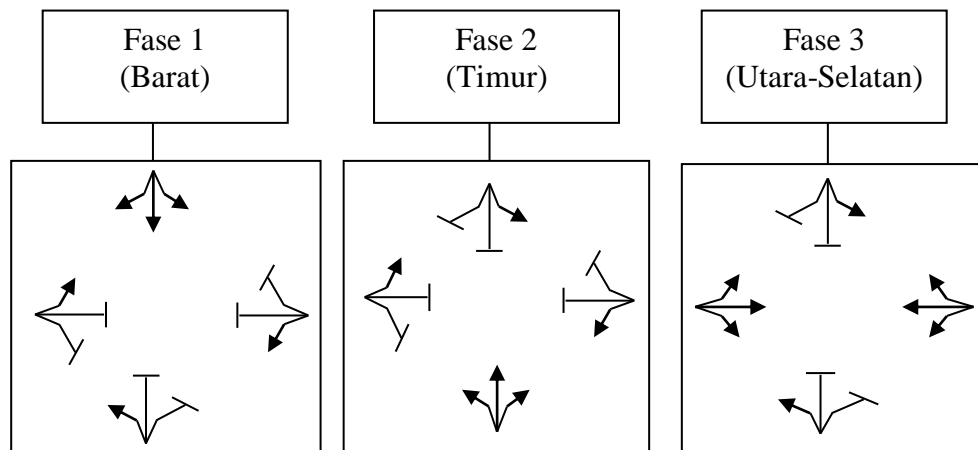 Fase 1
(Barat)
Fase 2
(Timur)
Fase 3
(Utara-Selatan)